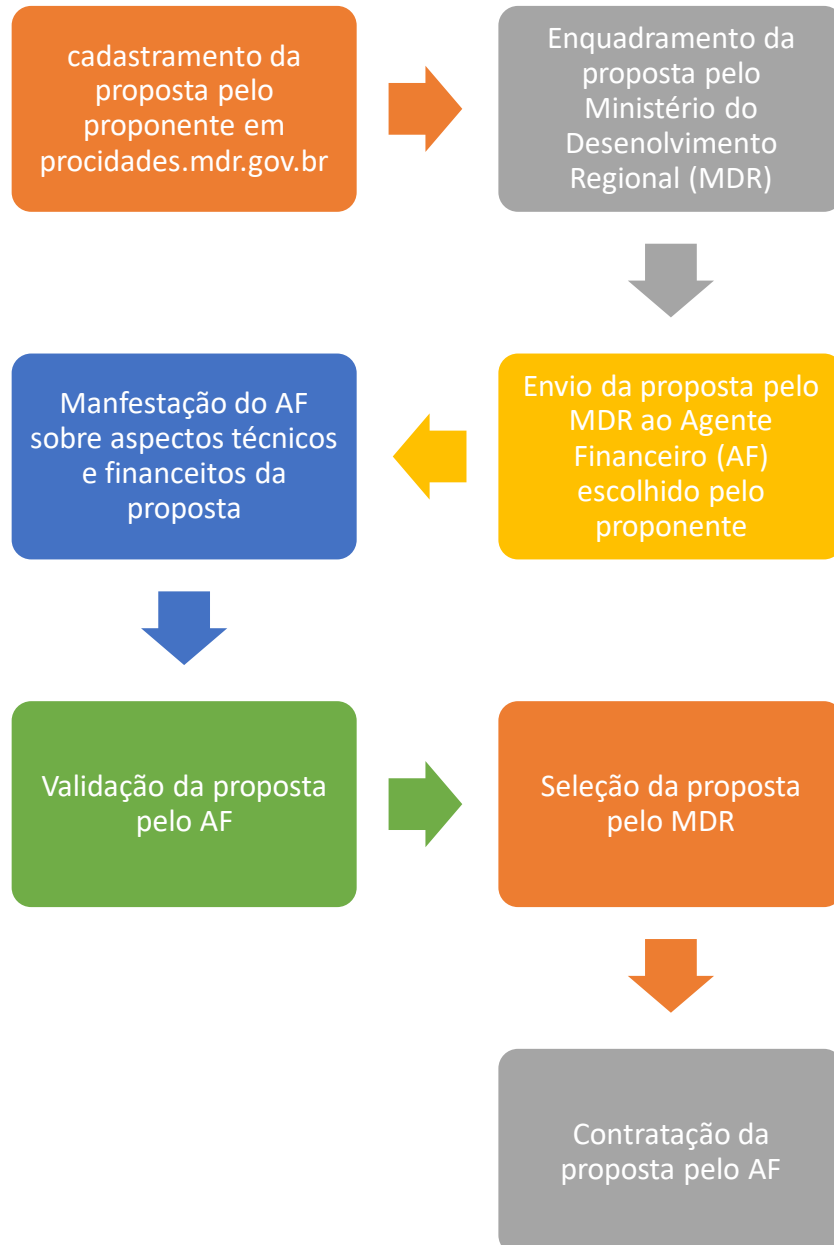 cadastramento da
proposta pelo
proponente em
procidades.mdr.gov.br
Enquadramento da
proposta pelo
Ministério do
Desenolvimento
Regional (MDR)
Envio da proposta pelo
MDR ao Agente
Financeiro (AF)
escolhido pelo
proponente
Manfestação do AF
sobre aspectos técnicos
e financeitos da
proposta
Validação da proposta
pelo AF
Seleção da proposta
pelo MDR
Contratação da
proposta pelo AF